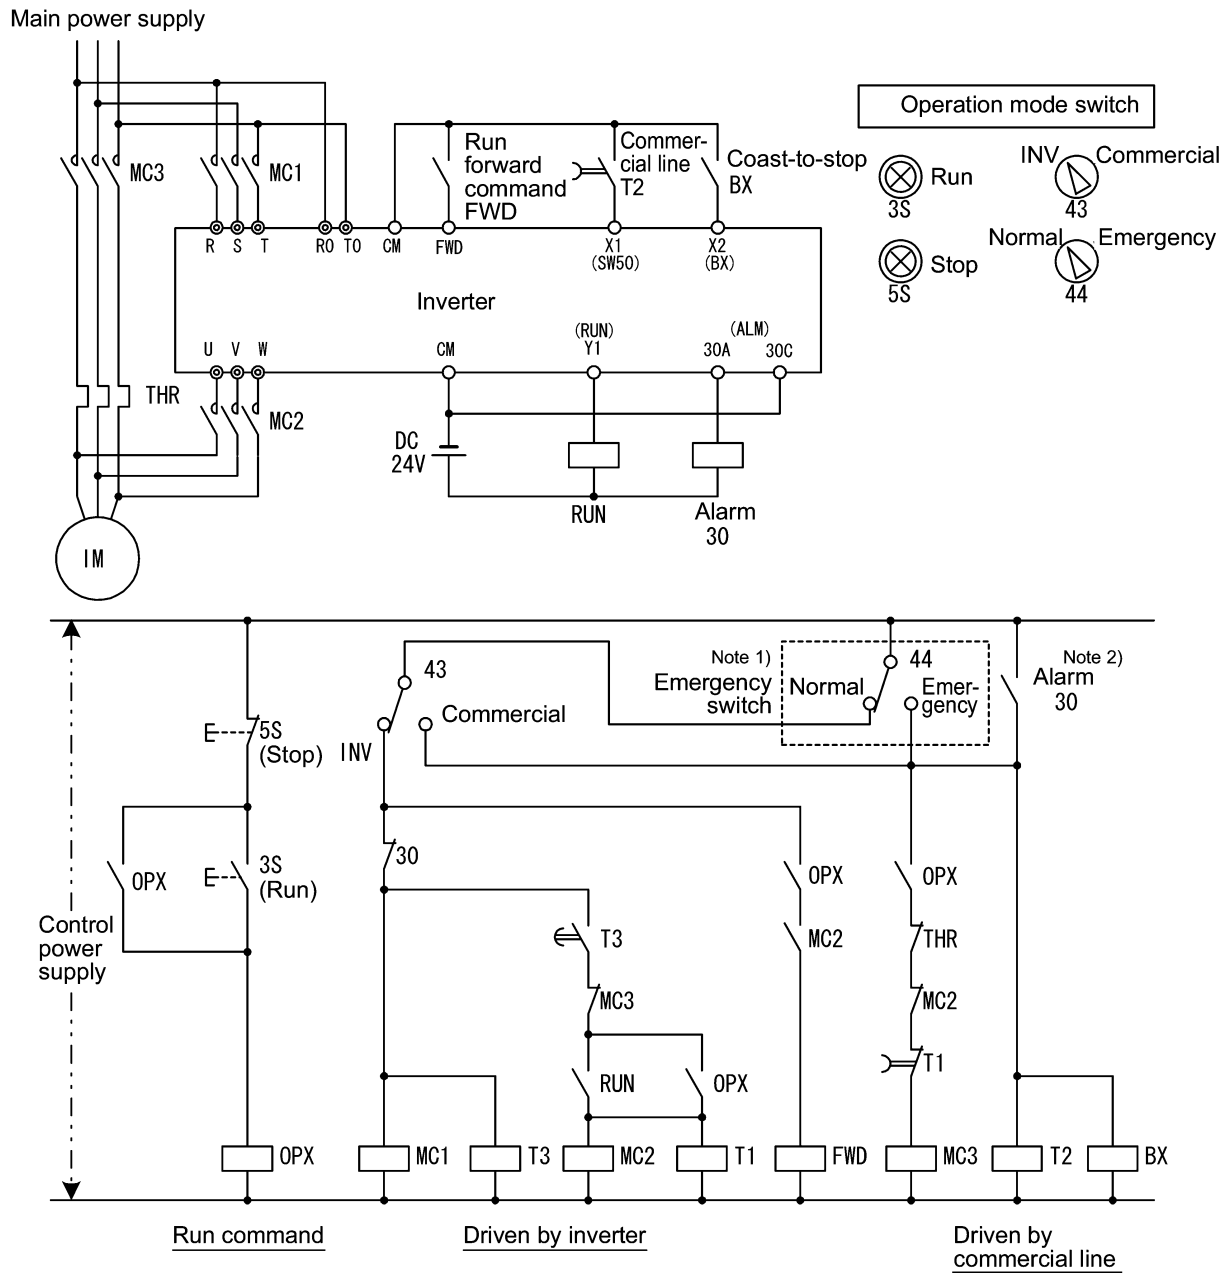 Main power supply
Operation mode switch
MC3
MC1
Run
forward
command
FWD
Commer-
cial line
T2
Coast-to-stop
BX
Run
3S
INV
Commercial
43
Stop
5S
Normal
Emergency
44
R
S
T
R0
T0
CM
FWD
X1
(SW50)
X2
(BX)
Inverter
U
V
W
CM
(RUN)
Y1
(ALM)
30A
30C
THR
MC2
DC
24V
RUN
Alarm
30
IM
Control
power
supply
5S
(Stop)
OPX
3S
(Run)
43
INV
Commercial
Note 1)
Emergency
switch
Normal
44
Emer-
gency
Note 2)
Alarm
30
30
T3
MC3
RUN
OPX
OPX
MC2
OPX
THR
MC2
T1
OPX
MC1
T3
MC2
T1
FWD
MC3
T2
BX
Run command
Driven by inverter
Driven by
commercial line